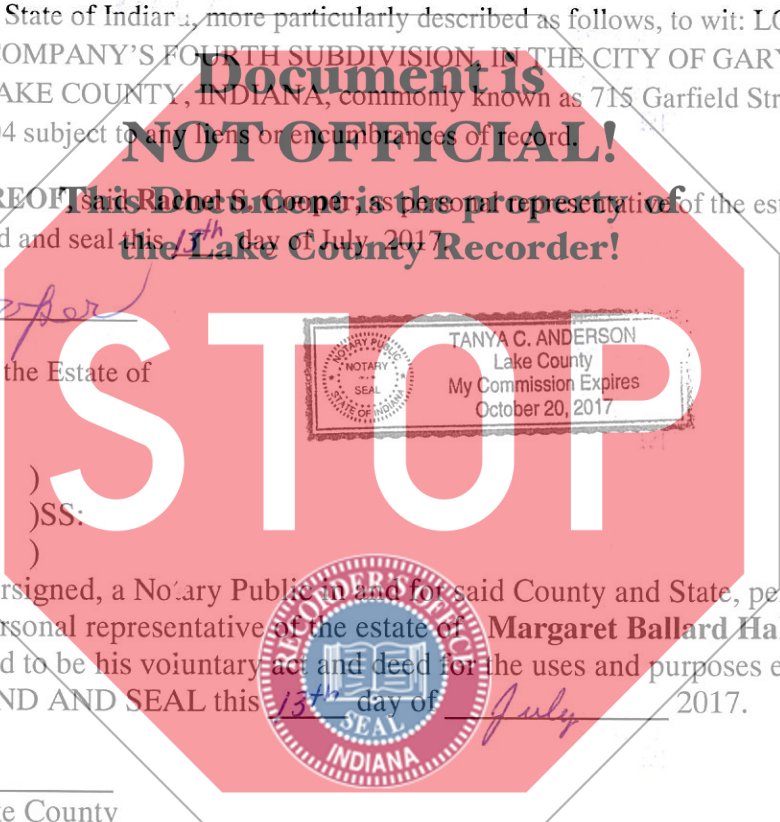 State of Indiana, more particularly described as follows, to wit: LO
COMPANY'S FOURTH SUBDIVISION, IN THE CITY OF GARY
AKE COUNTY, INDIANA, commonly known as 715 Garfield Str
04 subject to any liens or encumbrances of record.
Document is
NOT OFFICIAL!
This Document is the property of
the Lake County Recorder!
REOF, said Rachel S. Cooper, as personal representative of the est
d and seal this 13th day of July, 2017.
STOP
the Estate of
NOTARY PUBLIC
NOTARY
SEAL
STATE OF INDIANA
TANYA C. ANDERSON
Lake County
My Commission Expires
October 20, 2017
)
)SS:
)
rsigned, a Notary Public in and for said County and State, pe
rsonal representative of the estate of Margaret Ballard Ha
d to be his voluntary act and deed for the uses and purposes e
ND AND SEAL this 13th day of July 2017.
RECORDER'S OFFICE
SEAL
INDIANA
ke County